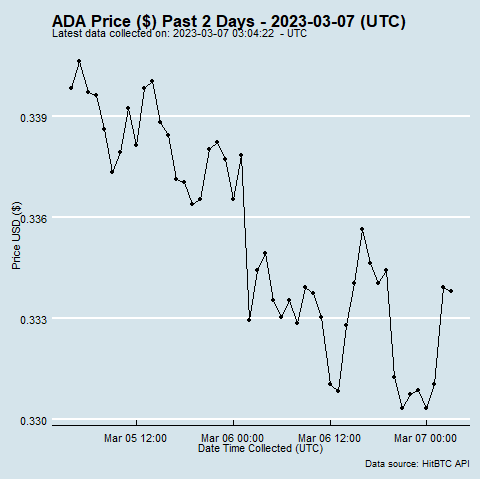 ADA Price ($) Past 2 Days - 2023-03-07 (UTC)
Latest data collected on: 2023-03-07 03:04:22  - UTC
0.339
0.336
0.333
0.330
Price USD ($)
Mar 05 12:00
Mar 06 00:00
Mar 06 12:00
Mar 07 00:00
Date Time Collected (UTC)
Data source: HitBTC API